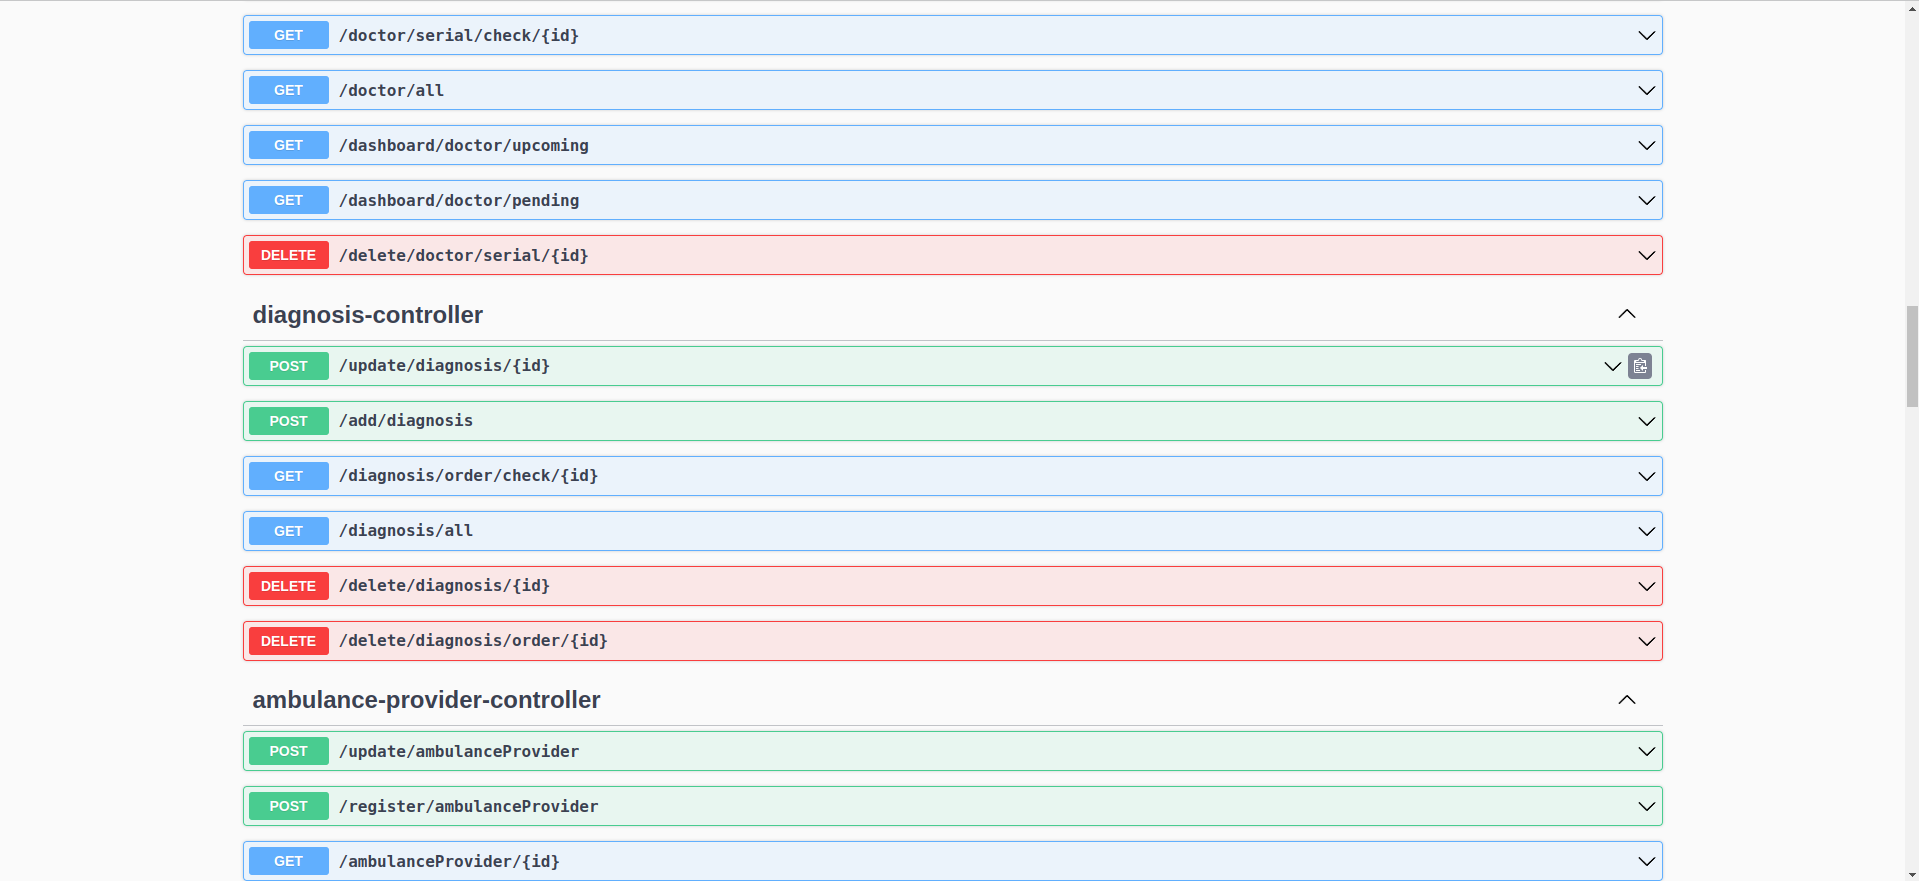 GET /doctor/serial/check/{id}
GET /doctor/all
GET /dashboard/doctor/upcoming
GET /dashboard/doctor/pending
DELETE /delete/doctor/serial/{id}
diagnosis-controller
POST /update/diagnosis/{id}
POST /add/diagnosis
GET /diagnosis/order/check/{id}
GET /diagnosis/all
DELETE /delete/diagnosis/{id}
DELETE /delete/diagnosis/order/{id}
ambulance-provider-controller
POST /update/ambulanceProvider
POST /register/ambulanceProvider
GET /ambulanceProvider/{id}